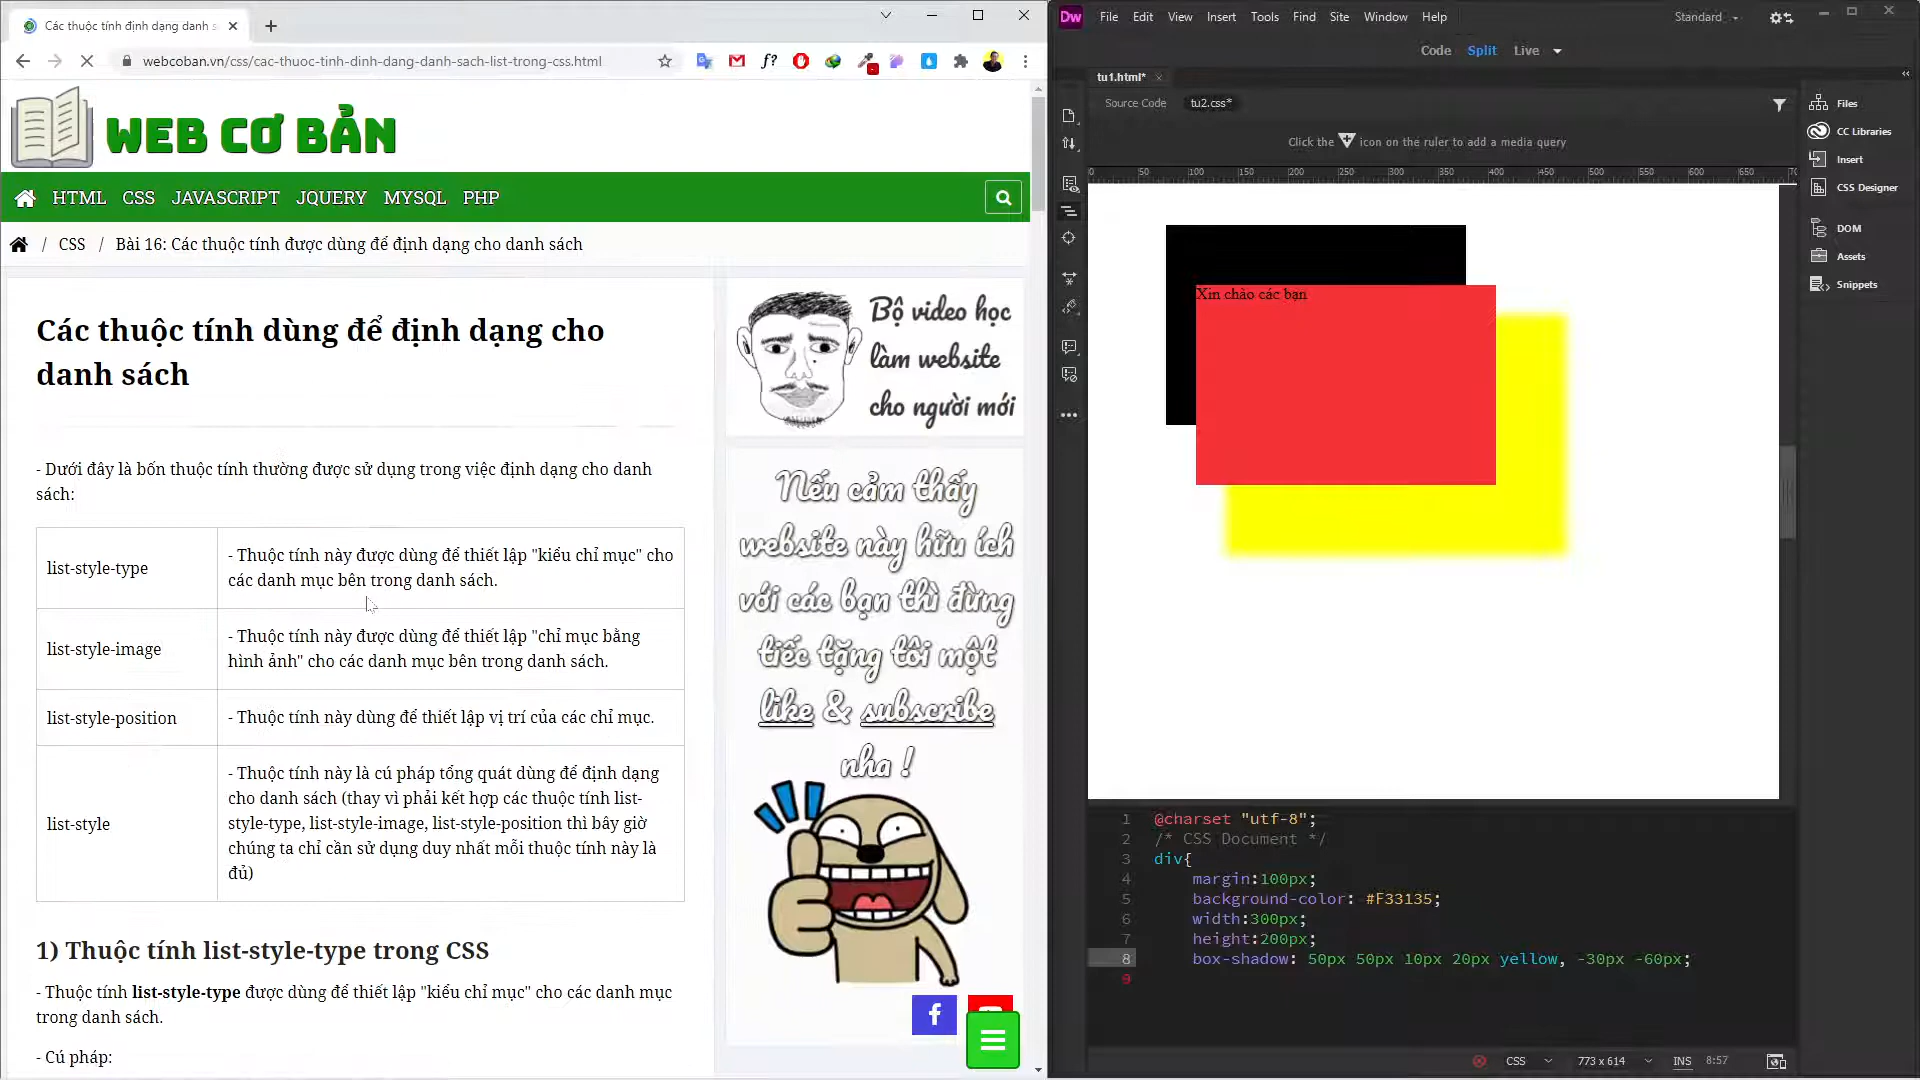 Các thuộc tính định dạng danh s
webcoban.vn/css/cac-thuoc-tinh-dinh-dang-danh-sach-list-trong-css.html
WEB CƠ BẢN
HTML CSS JAVASCRIPT JQUERY MYSQL PHP
/ CSS / Bài 16: Các thuộc tính được dùng để định dạng cho danh sách
Các thuộc tính dùng để định dạng cho
danh sách
- Dưới đây là bốn thuộc tính thường được sử dụng trong việc định dạng cho danh
sách:
list-style-type
- Thuộc tính này được dùng để thiết lập "kiểu chỉ mục" cho
các danh mục bên trong danh sách.
list-style-image
- Thuộc tính này được dùng để thiết lập "chỉ mục bằng
hình ảnh" cho các danh mục bên trong danh sách.
list-style-position
- Thuộc tính này dùng để thiết lập vị trí của các chỉ mục.
list-style
- Thuộc tính này là cú pháp tổng quát dùng để định dạng
cho danh sách (thay vì phải kết hợp các thuộc tính list-
style-type, list-style-image, list-style-position thì bây giờ
chúng ta chỉ cần sử dụng duy nhất mỗi thuộc tính này là
đủ)
1) Thuộc tính list-style-type trong CSS
- Thuộc tính list-style-type được dùng để thiết lập "kiểu chỉ mục" cho các danh mục
trong danh sách.
- Cú pháp:
Bộ video học
làm website
cho người mới
Nếu cảm thấy
website này hữu ích
với các bạn thì đừng
tiếc tặng tôi một
like & subscribe
nha !
Dw File Edit View Insert Tools Find Site Window Help
Standard
Code Split Live
tu1.html*
Source Code tu2.css*
Click the icon on the ruler to add a media query
0 50 100 150 200 250 300 350 400 450 500 550 600 650 70
Xin chào các bạn
Files
CC Libraries
Insert
CSS Designer
DOM
Assets
Snippets
1 @charset "utf-8";
2 /* CSS Document */
3 div{
4 margin:100px;
5 background-color: #F33135;
6 width:300px;
7 height:200px;
8 box-shadow: 50px 50px 10px 20px yellow, -30px -60px;
9
CSS 773 x 614 INS 8:57